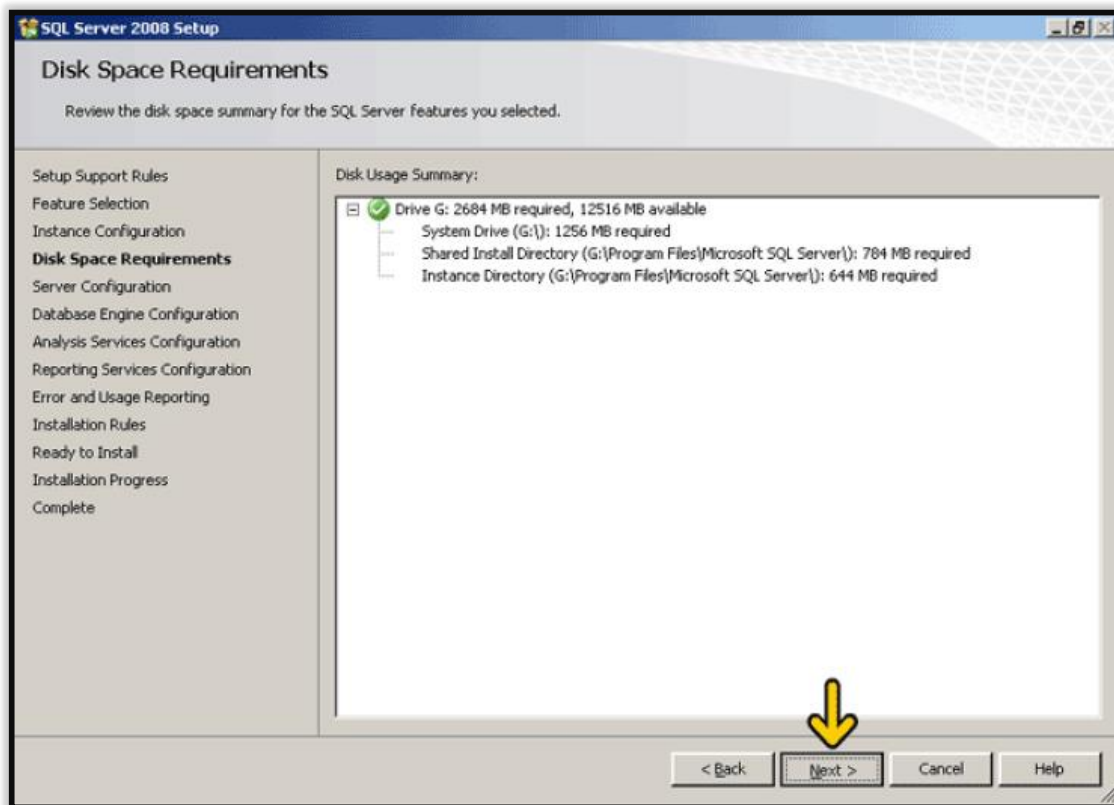 SQL Server 2008 Setup
Disk Space Requirements
Review the disk space summary for the SQL Server features you selected.
Setup Support Rules
Feature Selection
Instance Configuration
Disk Space Requirements
Server Configuration
Database Engine Configuration
Analysis Services Configuration
Reporting Services Configuration
Error and Usage Reporting
Installation Rules
Ready to Install
Installation Progress
Complete
Disk Usage Summary:
Drive G: 2684 MB required, 12516 MB available
System Drive (G:\): 1256 MB required
Shared Install Directory (G:\Program Files\Microsoft SQL Server\): 784 MB required
Instance Directory (G:\Program Files\Microsoft SQL Server\): 644 MB required
< Back Next > Cancel Help